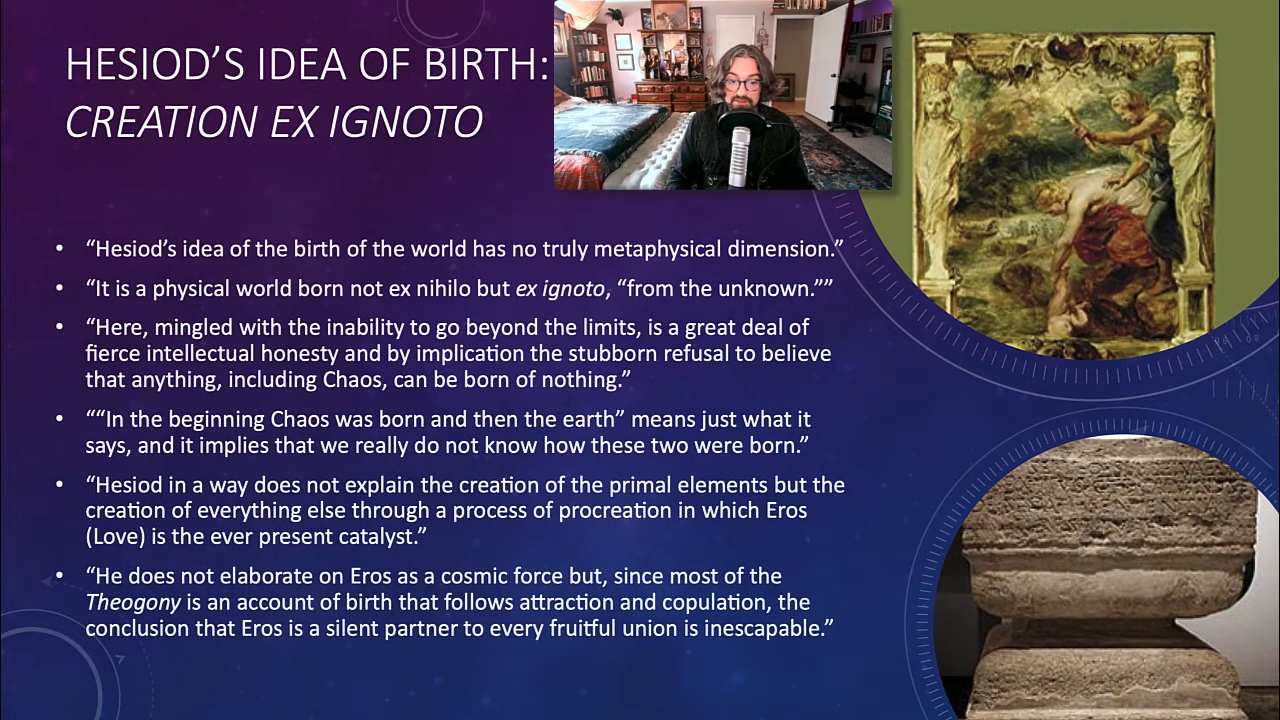 HESIOD’S IDEA OF BIRTH:
CREATION EX IGNOTO
• “Hesiod’s idea of the birth of the world has no truly metaphysical dimension.”
• “It is a physical world born not ex nihilo but ex ignoto, “from the unknown.””
• “Here, mingled with the inability to go beyond the limits, is a great deal of
fierce intellectual honesty and by implication the stubborn refusal to believe
that anything, including Chaos, can be born of nothing.”
• ““In the beginning Chaos was born and then the earth” means just what it
says, and it implies that we really do not know how these two were born.”
• “Hesiod in a way does not explain the creation of the primal elements but the
creation of everything else through a process of procreation in which Eros
(Love) is the ever present catalyst.”
• “He does not elaborate on Eros as a cosmic force but, since most of the
Theogony is an account of birth that follows attraction and copulation, the
conclusion that Eros is a silent partner to every fruitful union is inescapable.”